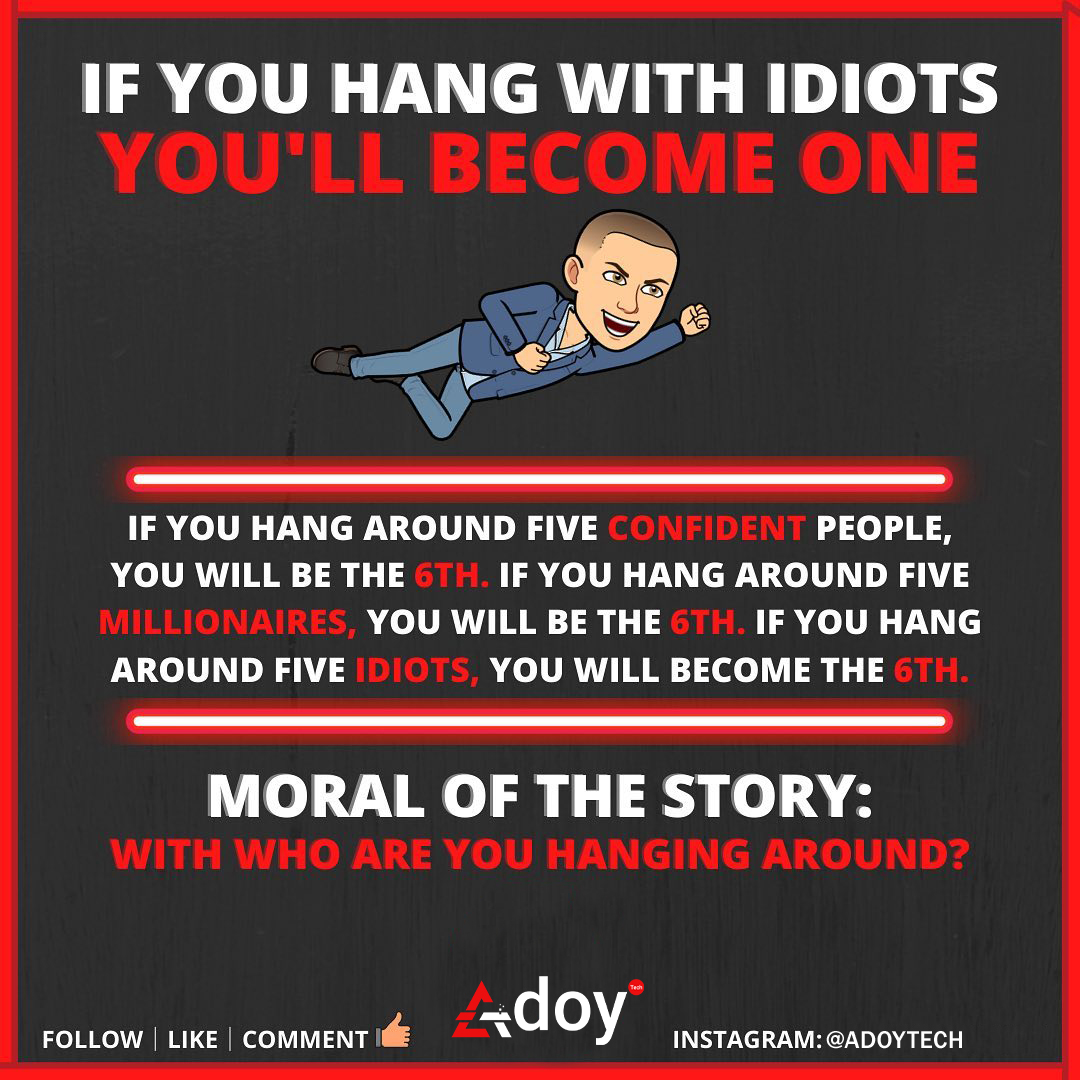 IF YOU HANG WITH IDIOTS
YOU'LL BECOME ONE
IF YOU HANG AROUND FIVE CONFIDENT PEOPLE,
YOU WILL BE THE 6TH. IF YOU HANG AROUND FIVE
MILLIONAIRES, YOU WILL BE THE 6TH. IF YOU HANG
AROUND FIVE IDIOTS, YOU WILL BECOME THE 6TH.
MORAL OF THE STORY:
WITH WHO ARE YOU HANGING AROUND?
Adoy Tech
FOLLOW | LIKE | COMMENT
INSTAGRAM: @ADOYTECH